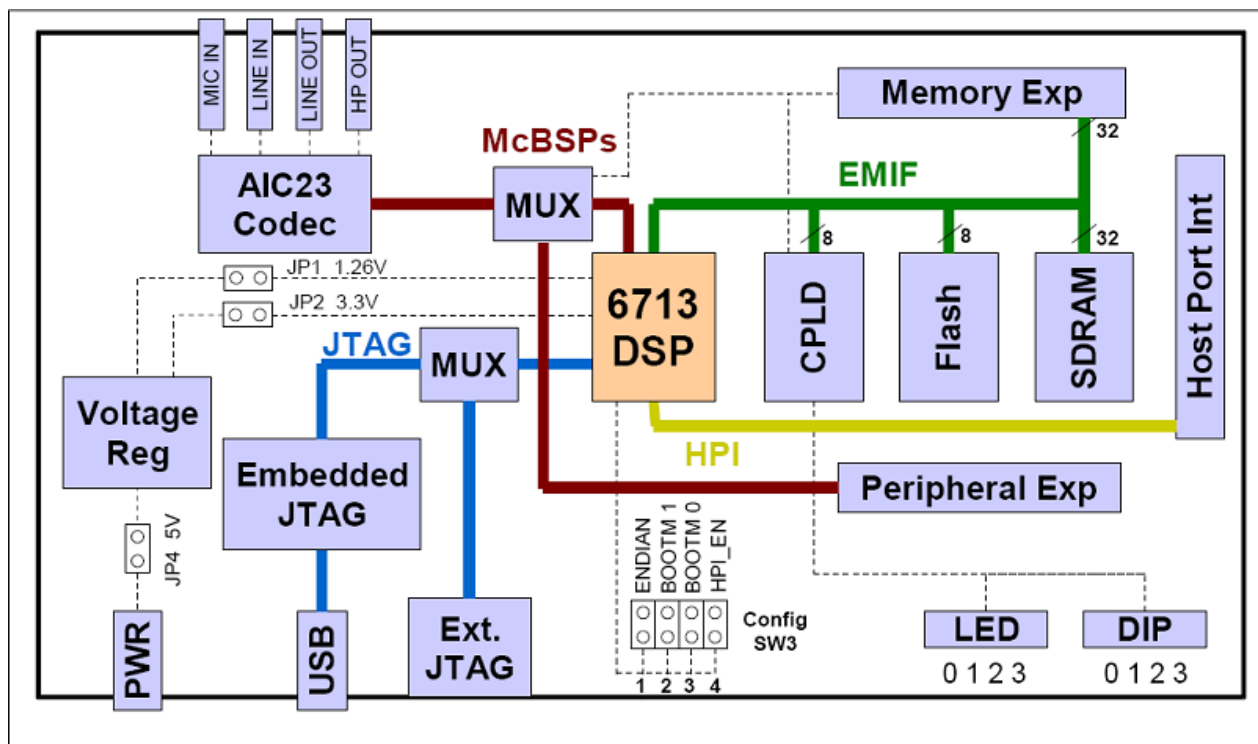 MIC IN
LINE IN
LINE OUT
HP OUT
Memory Exp
32
McBSPs
AIC23
Codec
MUX
EMIF
8
8
32
Host Port Int
JP1 1.26V
JP2 3.3V
6713
DSP
CPLD
Flash
SDRAM
JTAG
MUX
Voltage
Reg
HPI
Embedded
JTAG
Peripheral Exp
JP4 5V
ENDIAN
BOOTM 1
BOOTM 0
HPI_EN
Config
SW3
PWR
USB
Ext.
JTAG
1 2 3 4
LED
DIP
0 1 2 3
0 1 2 3